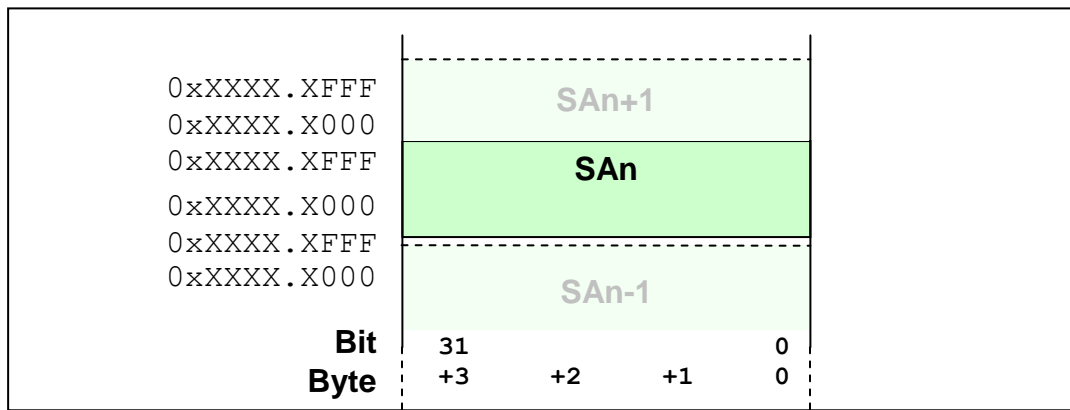 0xXXXX.XFFF
SAn+1
0xXXXX.X000
0xXXXX.XFFF
SAn
0xXXXX.X000
0xXXXX.XFFF
0xXXXX.X000
SAn-1
Bit 31 0
Byte +3 +2 +1 0